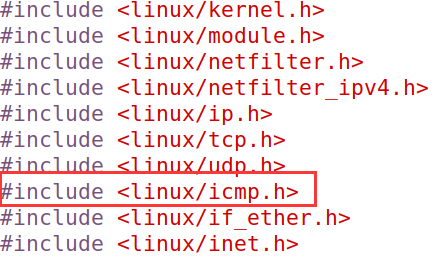 #include <linux/kernel.h>
#include <linux/module.h>
#include <linux/netfilter.h>
#include <linux/netfilter_ipv4.h>
#include <linux/ip.h>
#include <linux/tcp.h>
#include <linux/udp.h>
#include <linux/icmp.h>
#include <linux/if_ether.h>
#include <linux/inet.h>